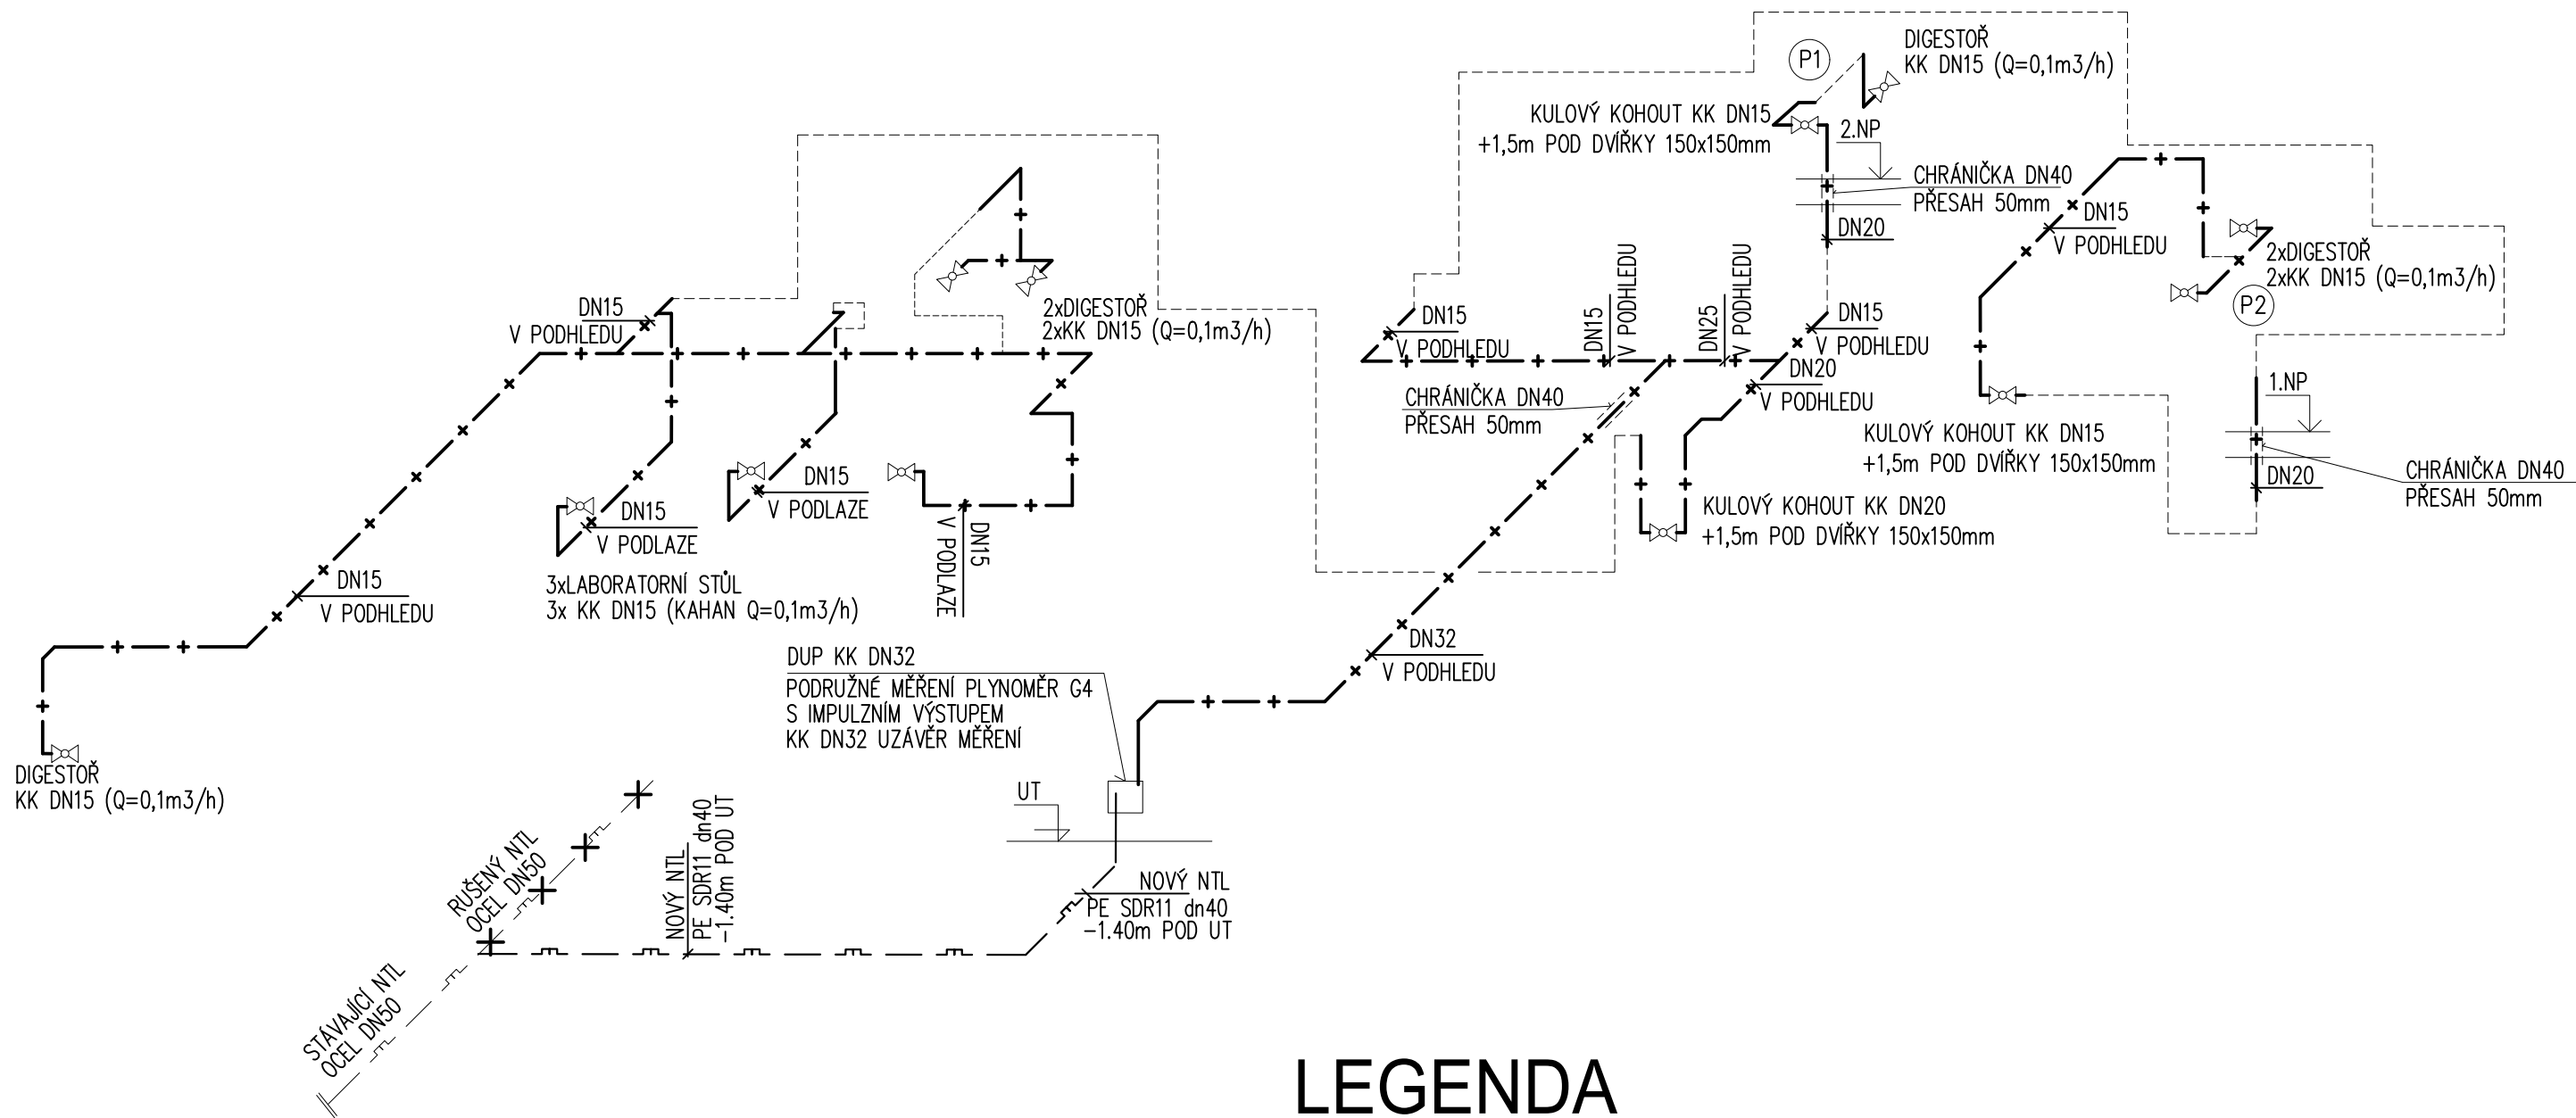 DIGESTOŘ
KK DN15 (Q=0,1m3/h)
P1
KULOVÝ KOHOUT KK DN15
+1,5m POD DVÍŘKY 150x150mm
2.NP
CHRÁNIČKA DN40
PŘESAH 50mm
DN20
DN15
V PODHLEDU
2xDIGESTOŘ
2xKK DN15 (Q=0,1m3/h)
P2
2xDIGESTOŘ
2xKK DN15 (Q=0,1m3/h)
DN15
V PODHLEDU
DN15
V PODHLEDU
DN15
V PODHLEDU
DN25
V PODHLEDU
DN15
V PODHLEDU
DN20
V PODHLEDU
1.NP
CHRÁNIČKA DN40
PŘESAH 50mm
KULOVÝ KOHOUT KK DN15
+1,5m POD DVÍŘKY 150x150mm
CHRÁNIČKA DN40
PŘESAH 50mm
DN20
KULOVÝ KOHOUT KK DN20
+1,5m POD DVÍŘKY 150x150mm
DN15
V PODLAZE
DN15
V PODLAZE
DN15
V PODLAZE
3xLABORATORNÍ STŮL
3x KK DN15 (KAHAN Q=0,1m3/h)
DN15
V PODHLEDU
DN32
V PODHLEDU
DUP KK DN32
PODRUŽNÉ MĚŘENÍ PLYNOMĚR G4
S IMPULZNÍM VÝSTUPEM
KK DN32 UZÁVĚR MĚŘENÍ
DIGESTOŘ
KK DN15 (Q=0,1m3/h)
UT
RUŠENÝ NTL
OCEL DN50
NOVÝ NTL
PE SDR11 dn40
-1.40m POD UT
NOVÝ NTL
PE SDR11 dn40
-1.40m POD UT
STÁVAJÍCÍ NTL
OCEL DN50
LEGENDA